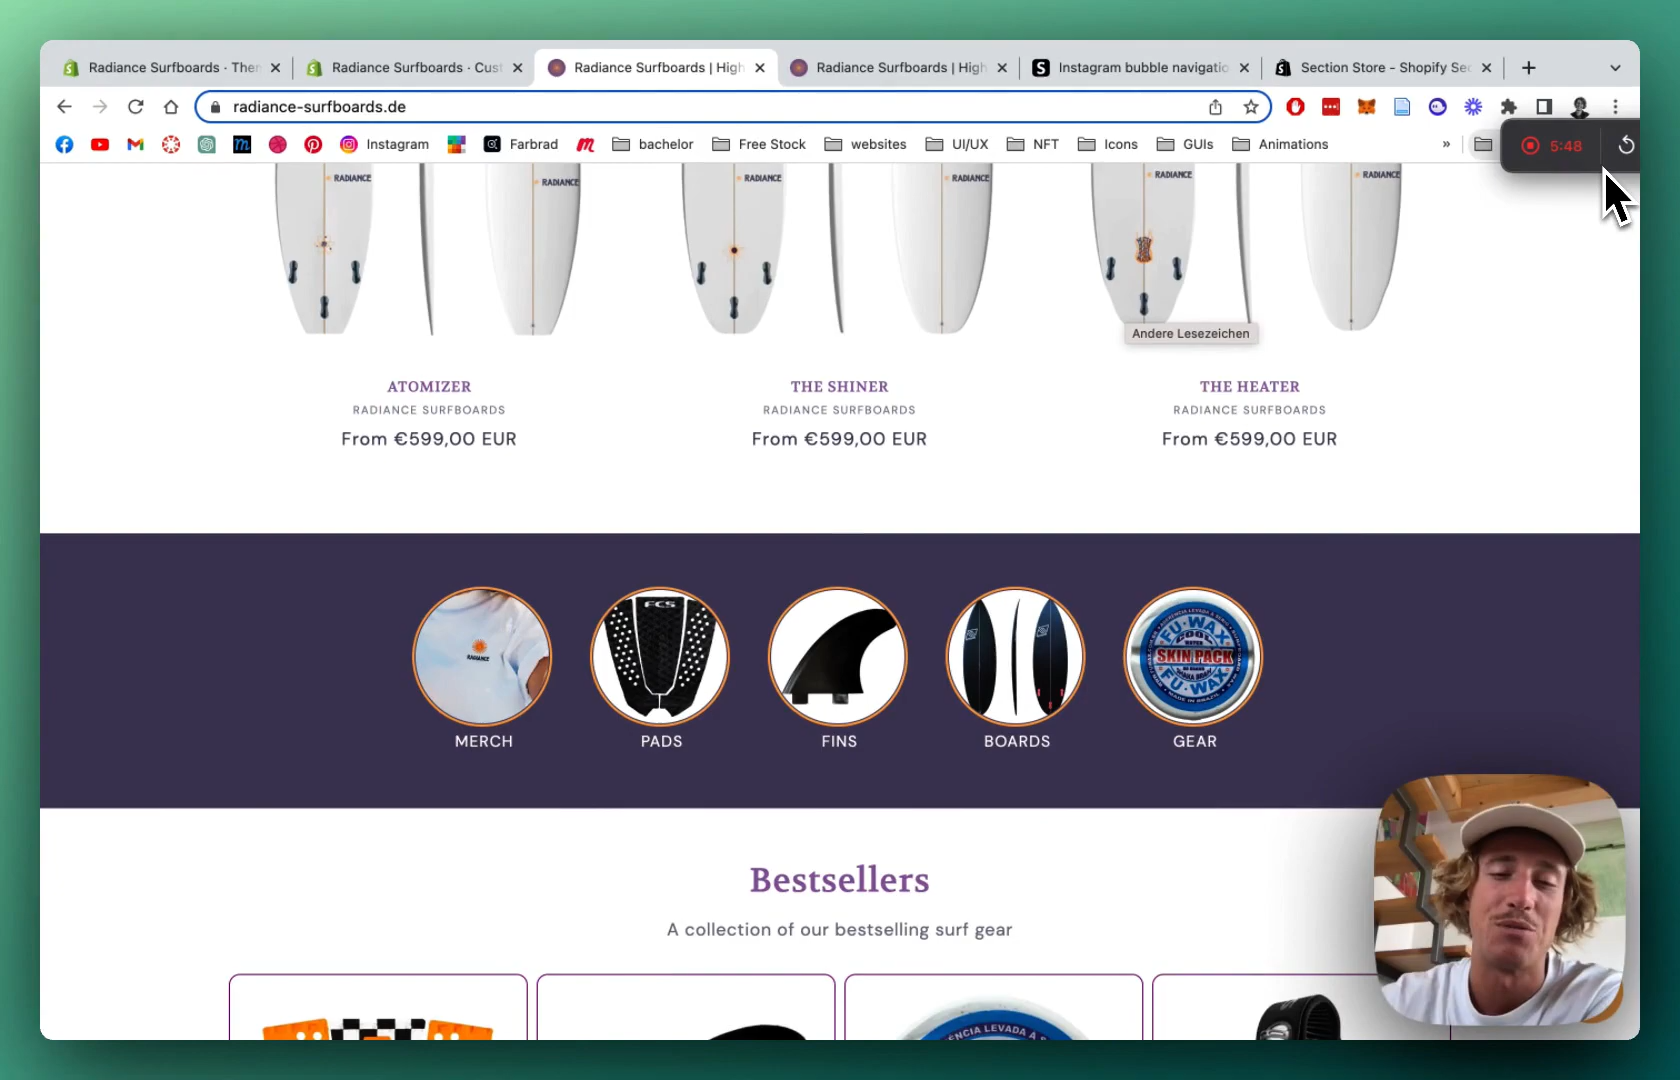 Radiance Surfboards · Then
Radiance Surfboards · Cust
Radiance Surfboards | High
Radiance Surfboards | High
Instagram bubble navigatio
Section Store - Shopify Sec
radiance-surfboards.de
Instagram
Farbrad
bachelor
Free Stock
websites
UI/UX
NFT
Icons
GUIs
Animations
»
5:48
RADIANCE
RADIANCE
RADIANCE
RADIANCE
RADIANCE
RADIANCE
Andere Lesezeichen
ATOMIZER
RADIANCE SURFBOARDS
From €599,00 EUR
THE SHINER
RADIANCE SURFBOARDS
From €599,00 EUR
THE HEATER
RADIANCE SURFBOARDS
From €599,00 EUR
RADIANCE
FCS
FU·WAX
COOL
WATER
SKIN PACK
FU·WAX
MERCH
PADS
FINS
BOARDS
GEAR
Bestsellers
A collection of our bestselling surf gear